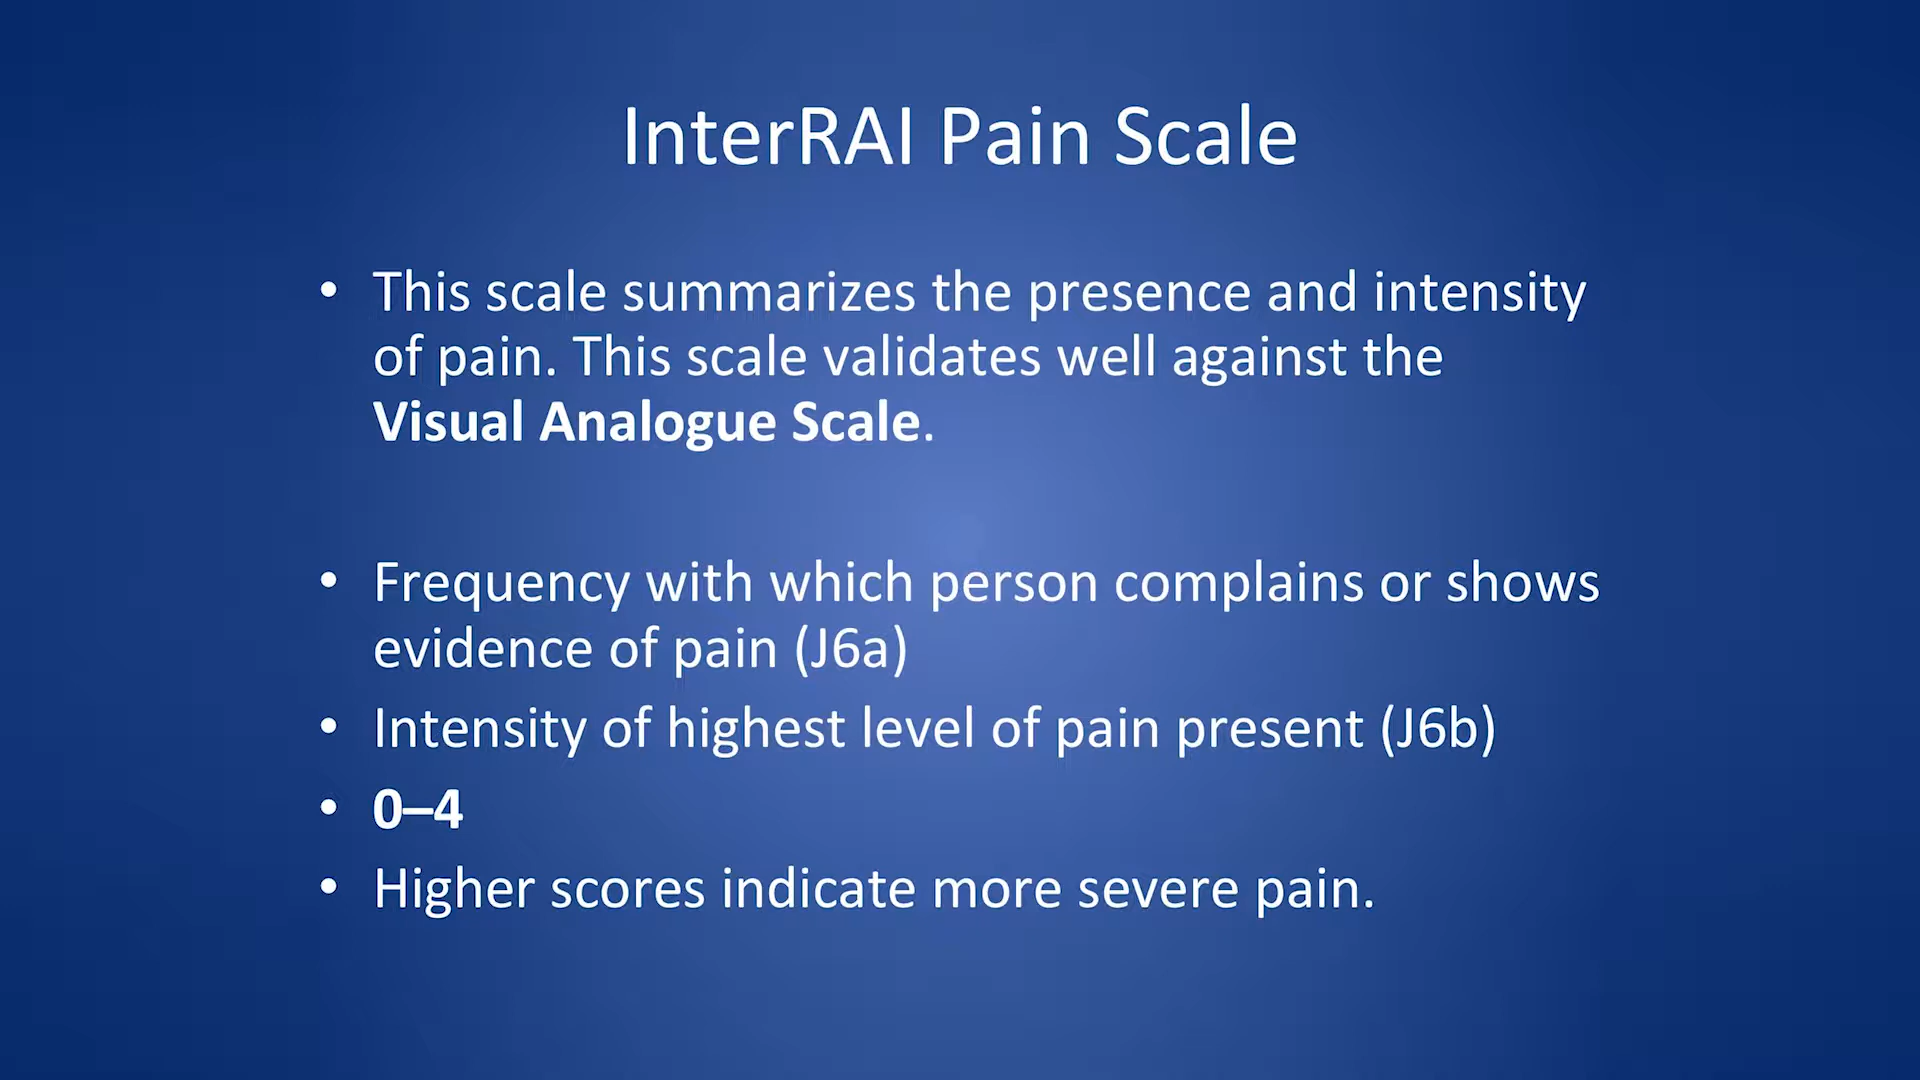 InterRAI Pain Scale
• This scale summarizes the presence and intensity
of pain. This scale validates well against the
Visual Analogue Scale.
• Frequency with which person complains or shows
evidence of pain (J6a)
• Intensity of highest level of pain present (J6b)
• 0–4
• Higher scores indicate more severe pain.